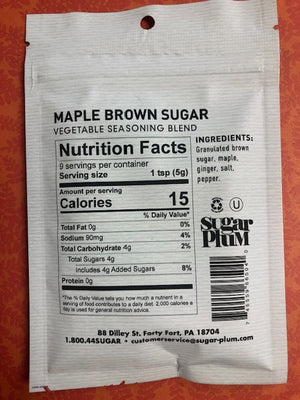 MAPLE BROWN SUGAR
VEGETABLE SEASONING BLEND
Nutrition Facts
9 servings per container
Serving size 1 tsp (5g)
Amount per serving
Calories 15
% Daily Value*
Total Fat 0g 0%
Sodium 90mg 4%
Total Carbohydrate 4g 2%
Total Sugars 4g
Includes 4g Added Sugars 8%
Protein 0g
*The % Daily Value tells you how much a nutrient in a
serving of food contributes to a daily diet. 2,000 calories a
day is used for general nutrition advice.
INGREDIENTS:
Granulated brown
sugar, maple,
ginger, salt,
pepper.
U
Sugar
Plum
88 Dilley St. Forty Fort, PA 18704
1.800.44SUGAR • customerservice@sugar-plum.com